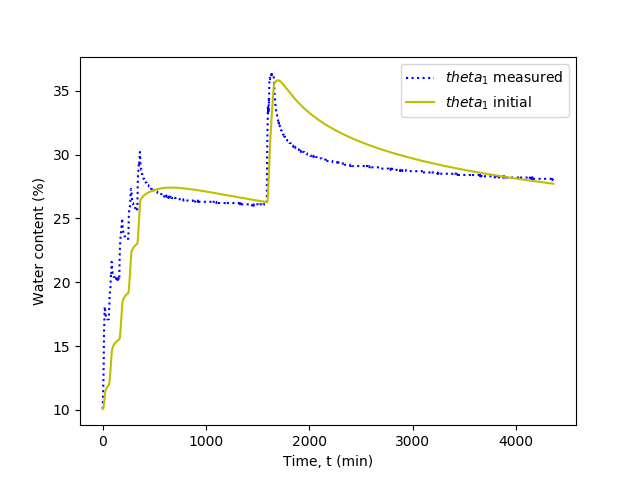 theta₁ measured
theta₁ initial
35
30
25
20
15
10
Water content (%)
0 1000 2000 3000 4000
Time, t (min)